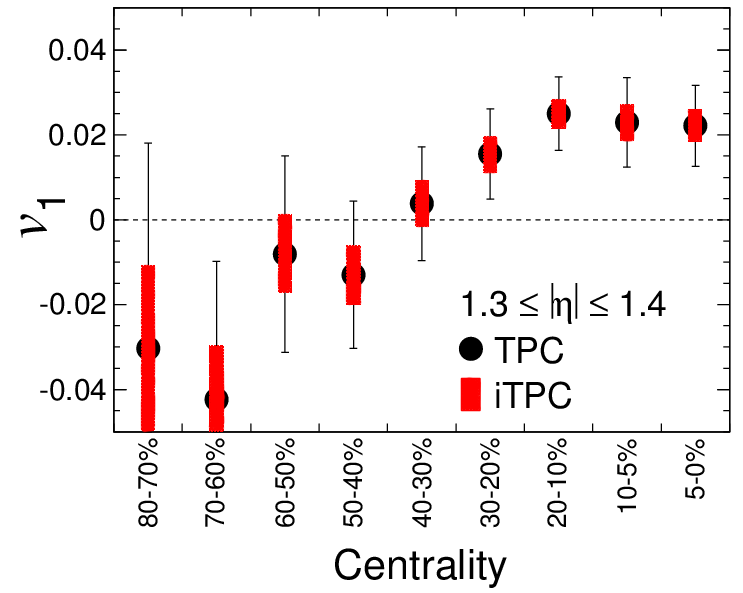 0.04
0.02
0
-0.02
-0.04
v1
1.3 ≤ |η| ≤ 1.4
TPC
iTPC
80-70%
70-60%
60-50%
50-40%
40-30%
30-20%
20-10%
10-5%
5-0%
Centrality